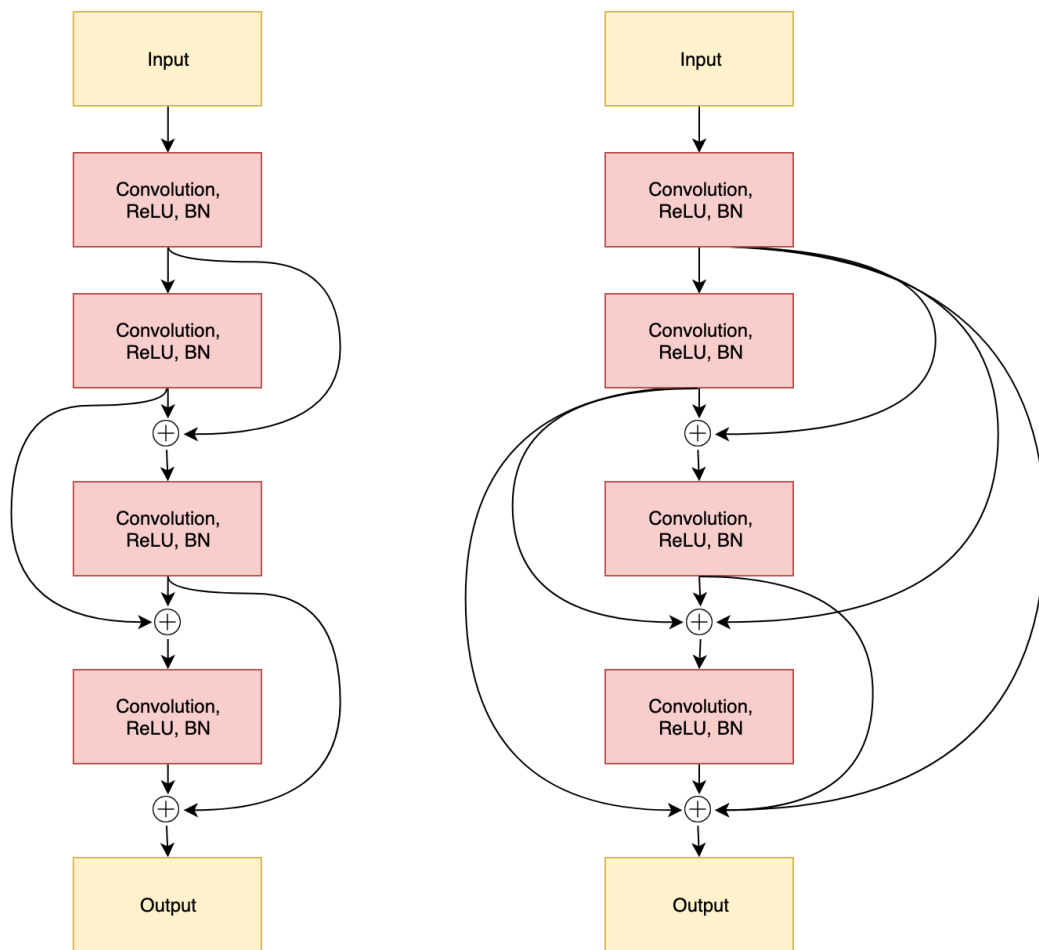 Input
Convolution,
ReLU, BN
Convolution,
ReLU, BN
Convolution,
ReLU, BN
Convolution,
ReLU, BN
Output
Input
Convolution,
ReLU, BN
Convolution,
ReLU, BN
Convolution,
ReLU, BN
Convolution,
ReLU, BN
Output